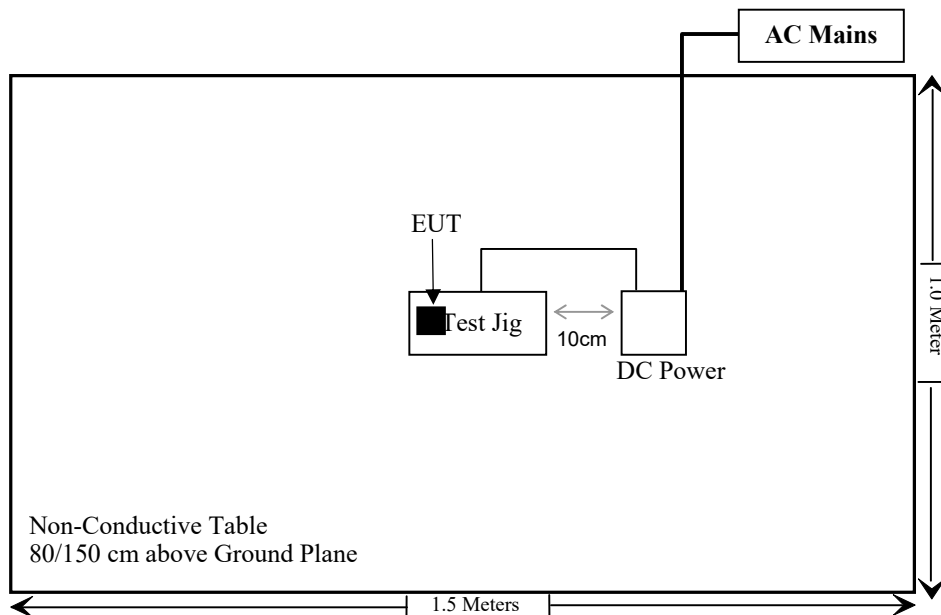 AC Mains
EUT
Test Jig
10cm
DC Power
1.0 Meter
Non-Conductive Table
80/150 cm above Ground Plane
1.5 Meters